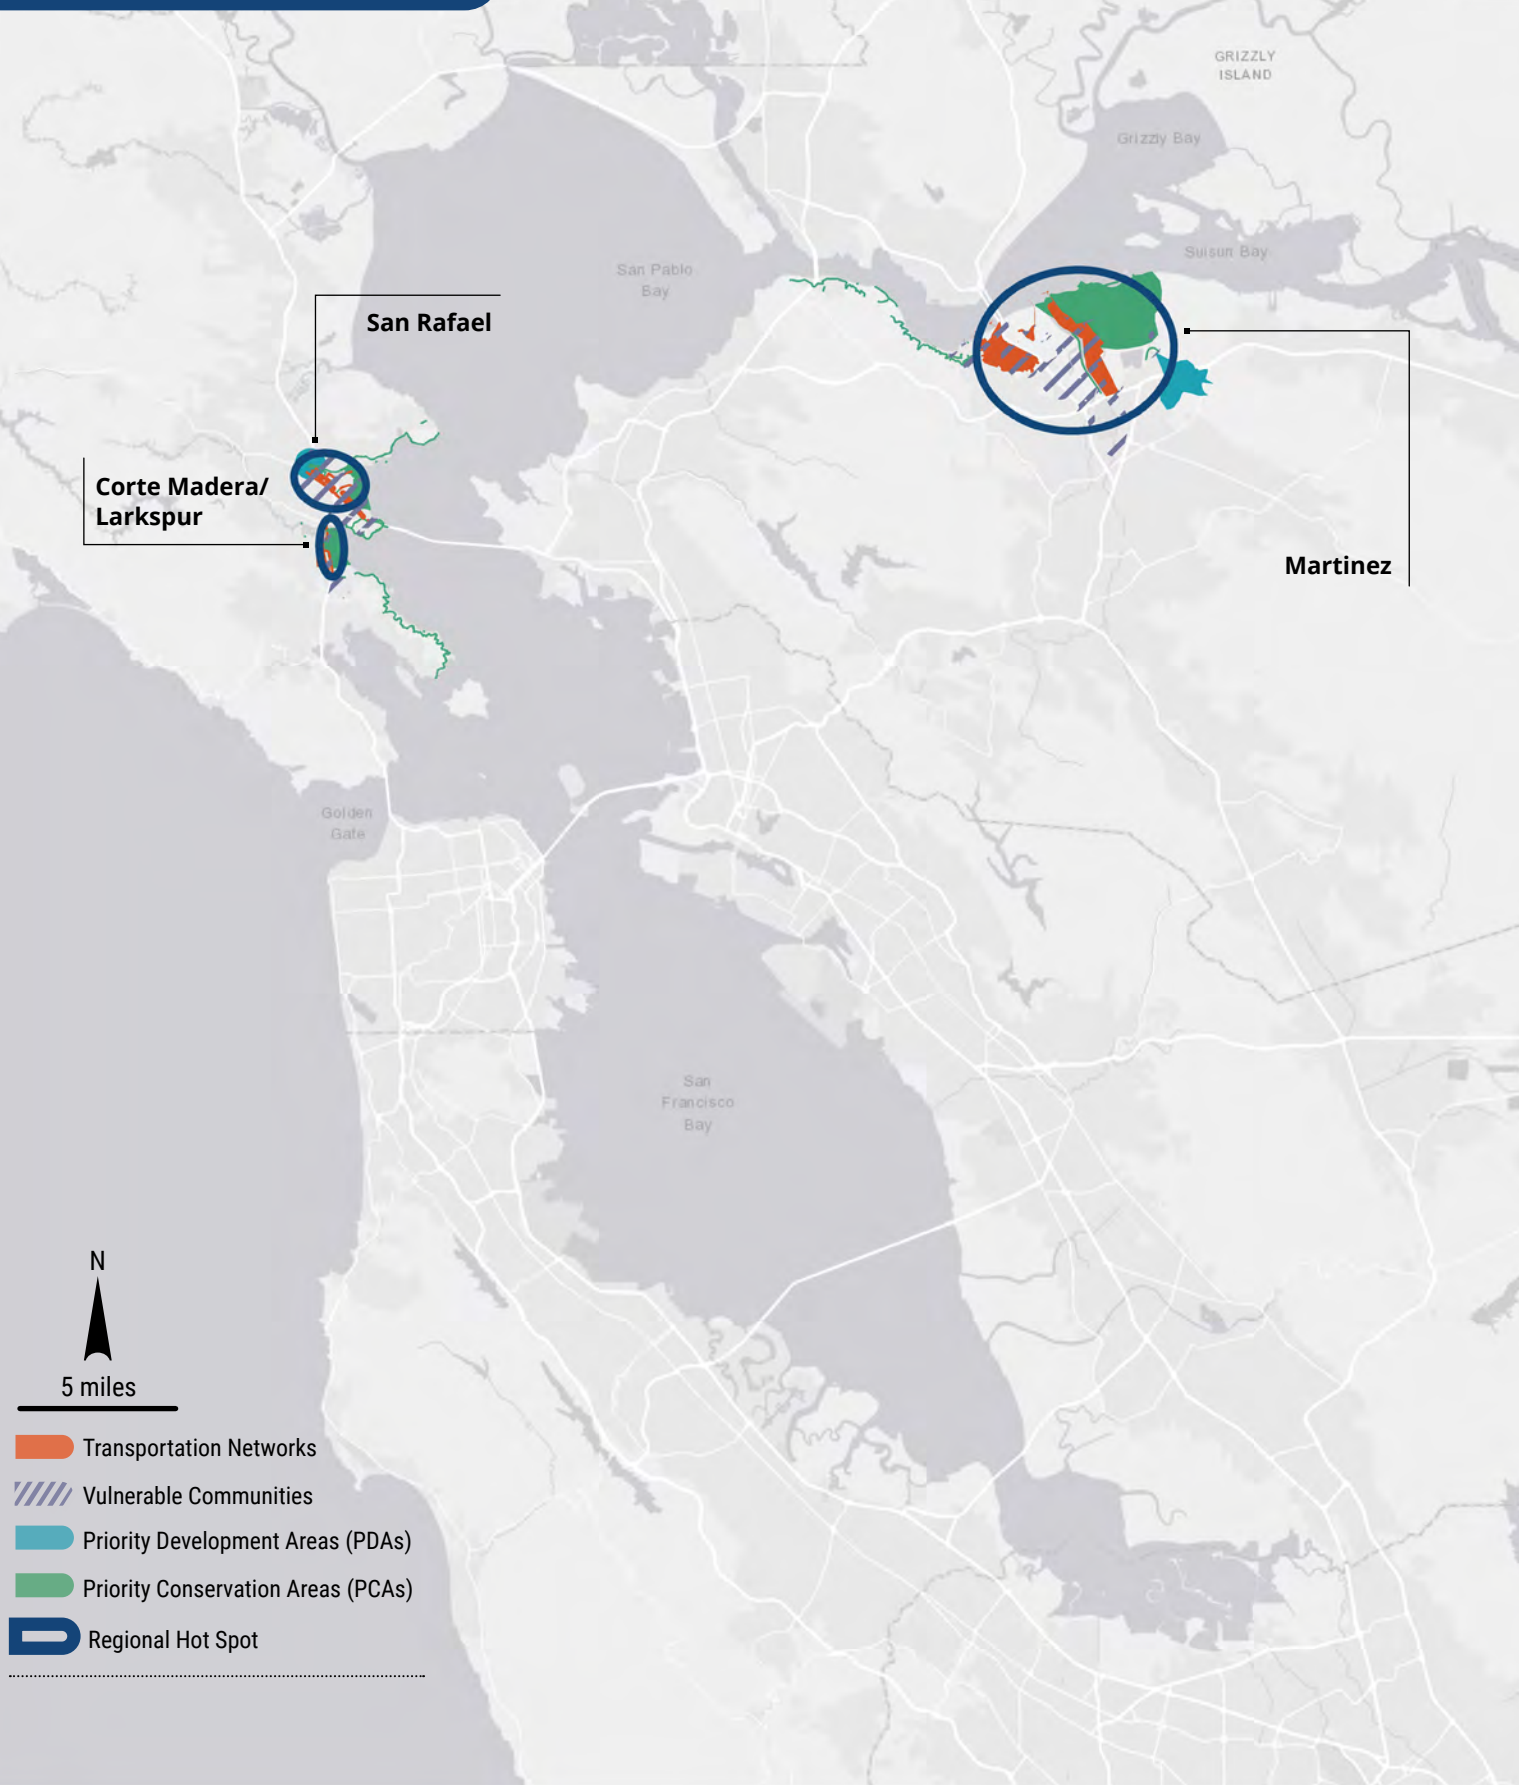 GRIZZLY
ISLAND
Grizzly Bay
Suisun Bay
San Pablo
Bay
San Rafael
Corte Madera/
Larkspur
Martinez
Golden
Gate
San
Francisco
Bay
N
5 miles
Transportation Networks
Vulnerable Communities
Priority Development Areas (PDAs)
Priority Conservation Areas (PCAs)
Regional Hot Spot